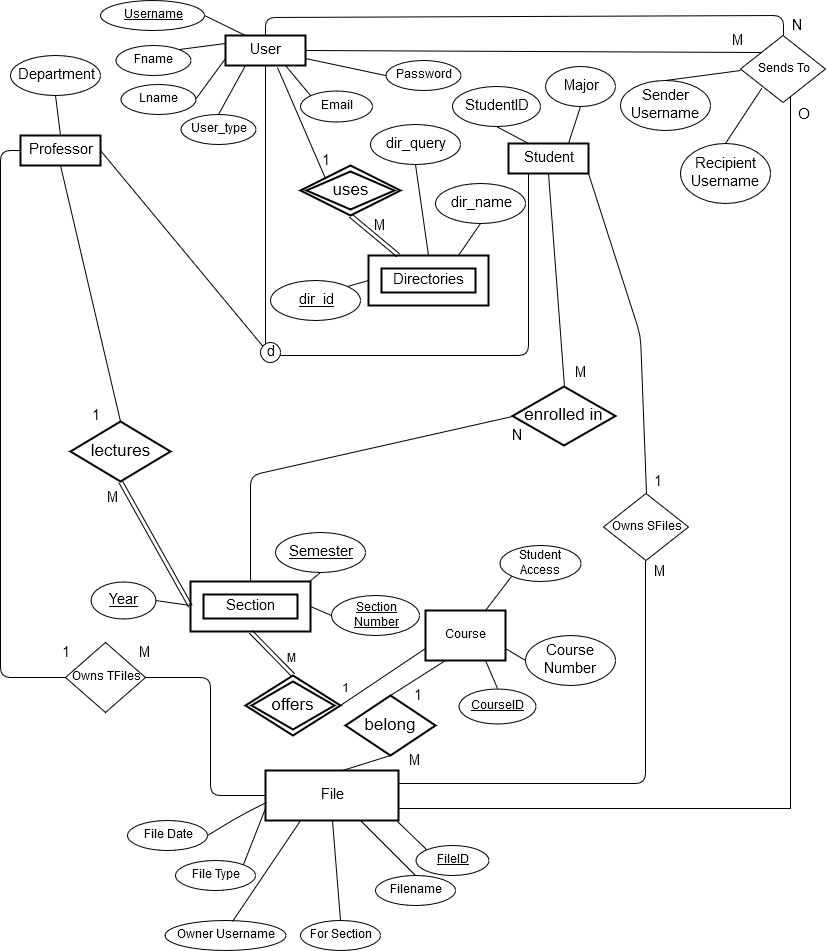 Username
User
Fname
Lname
User_type
Email
Password
M
N
Sends To
O
Sender
Username
Recipient
Username
Department
Professor
StudentID
Major
Student
1
uses
M
dir_query
dir_name
Directories
dir_id
d
1
lectures
M
M
enrolled in
N
1
Owns SFiles
M
Semester
Year
Section
Section
Number
Student
Access
Course
Course
Number
CourseID
1
Owns TFiles
M
M
offers
1
1
belong
M
File
File Date
File Type
Owner Username
For Section
Filename
FileID